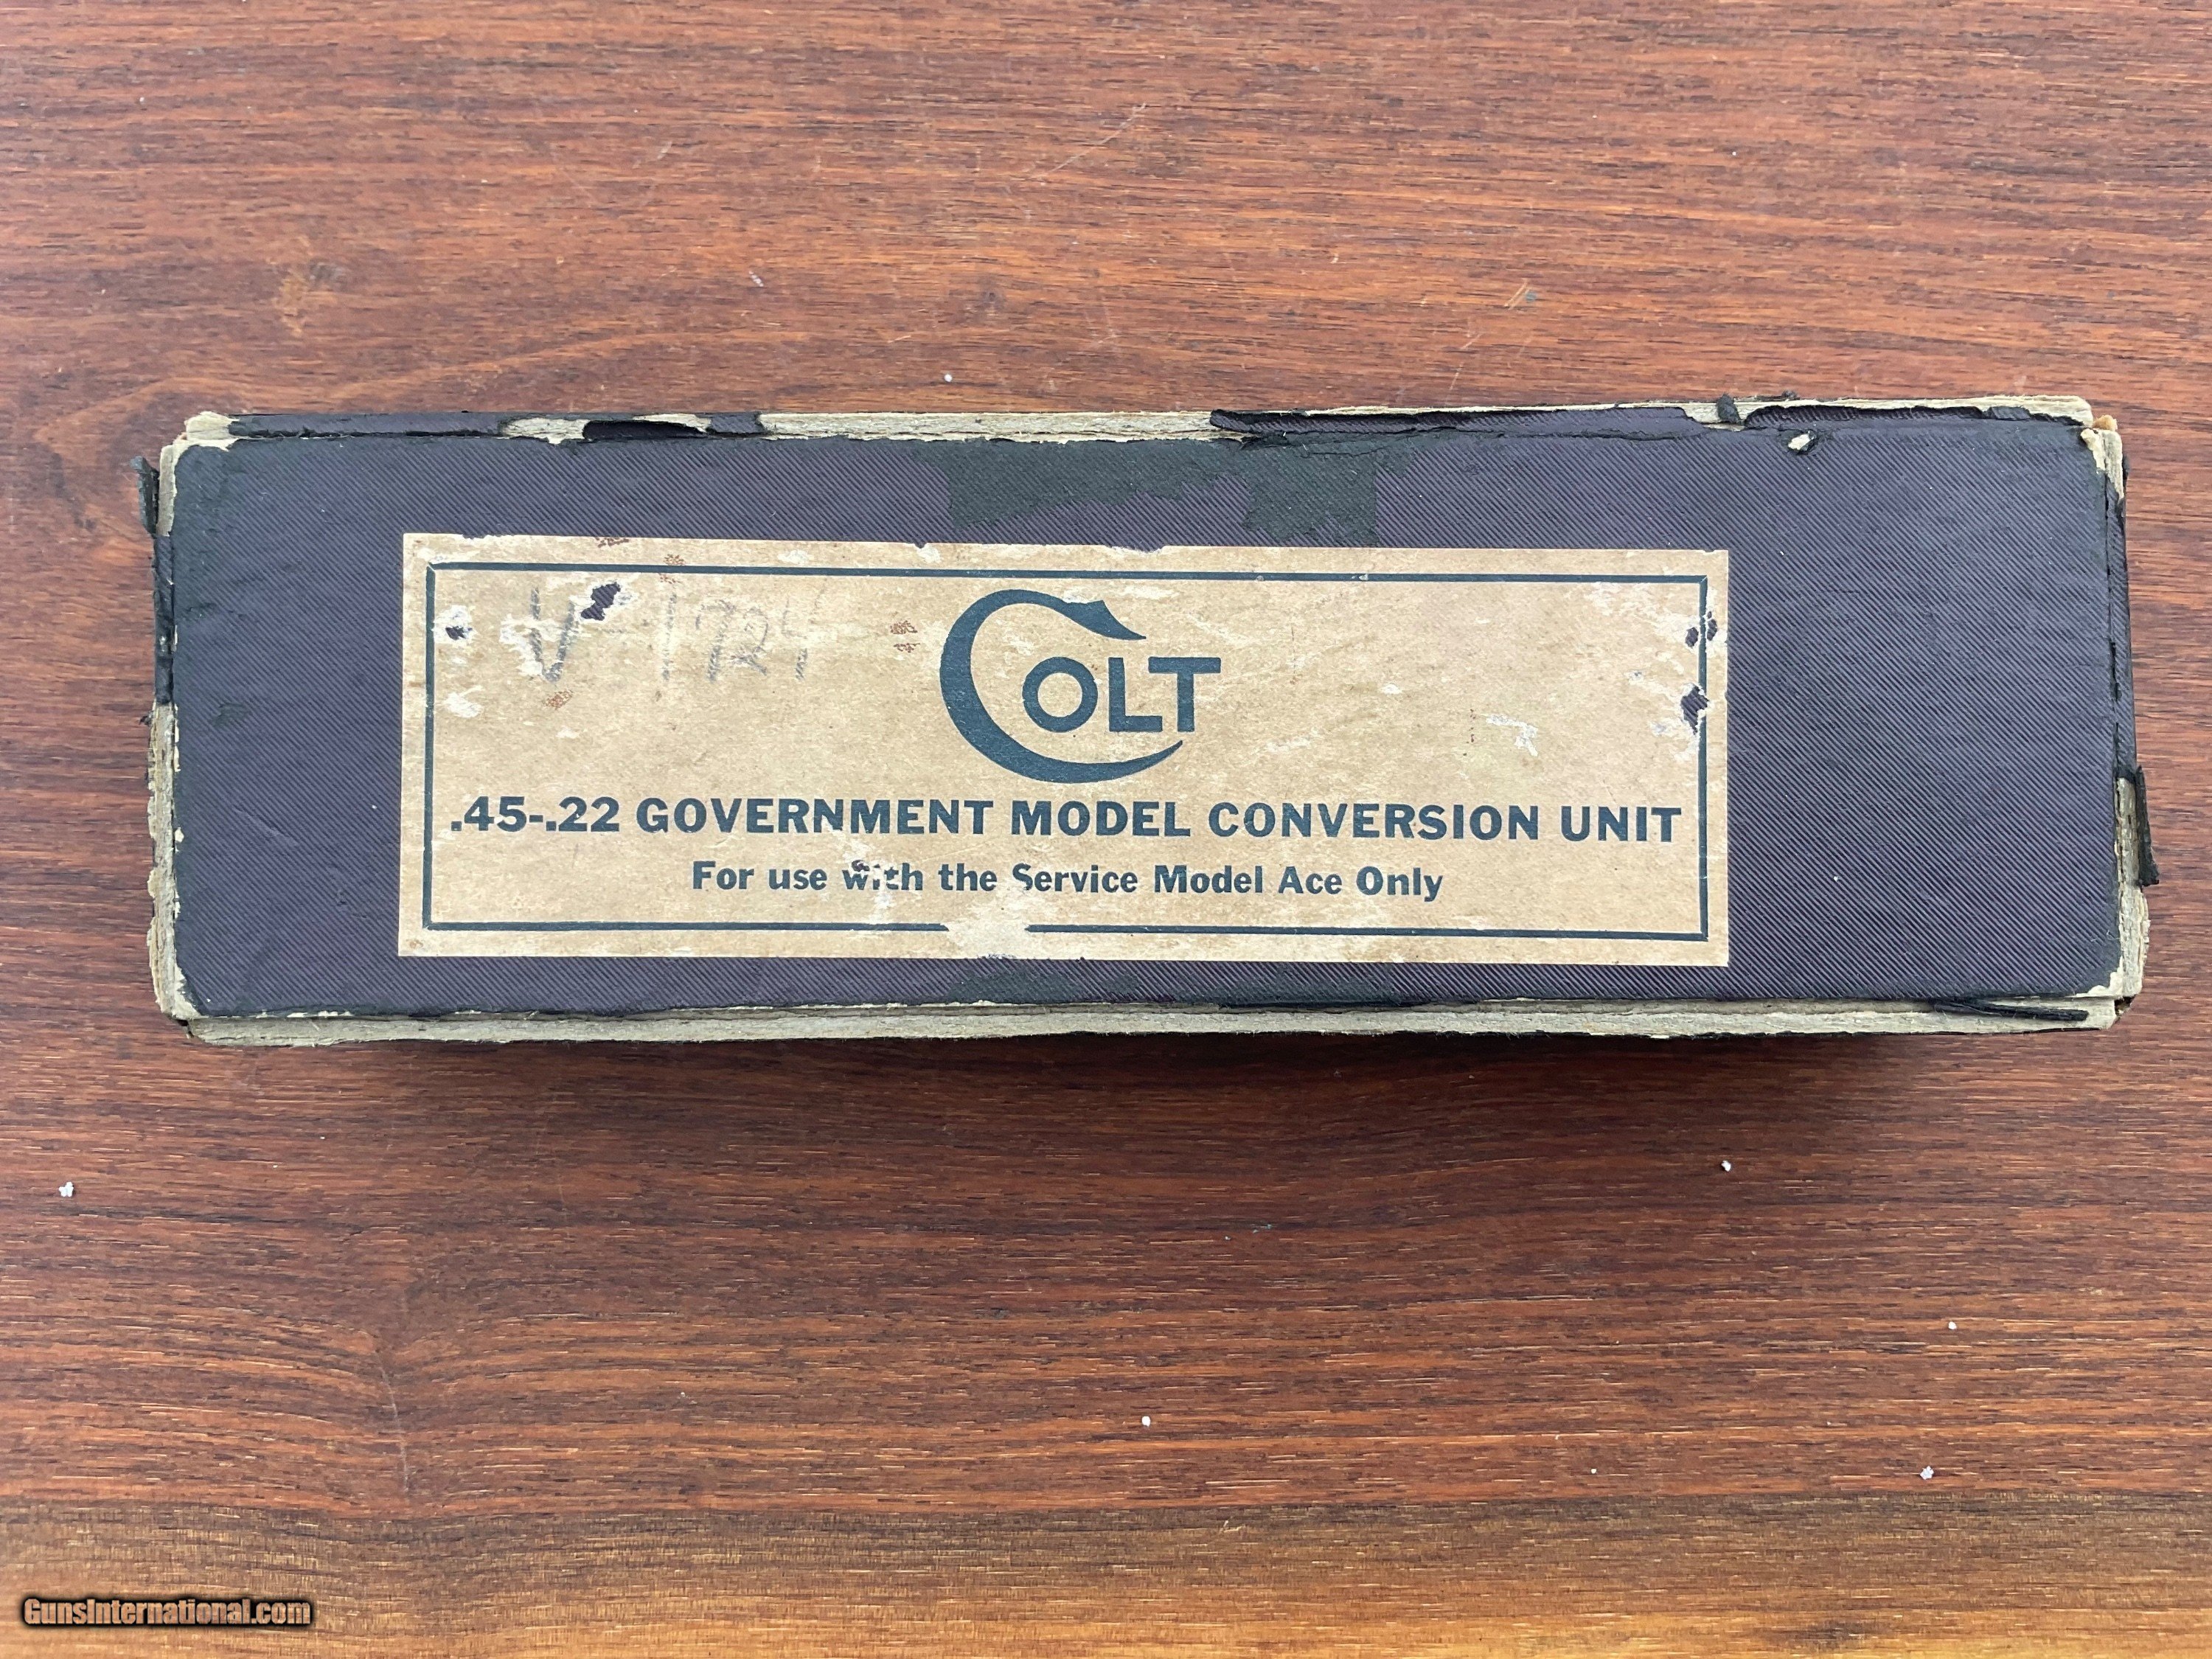 V-1724
COLT
.45-.22 GOVERNMENT MODEL CONVERSION UNIT
For use with the Service Model Ace Only
GunsInternational.com